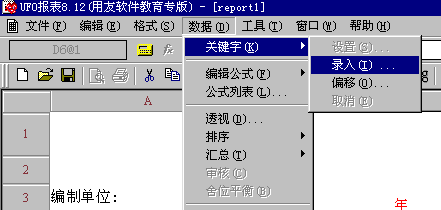 UFO报表8.12(用友软件教育专版) - [report1]
文件(F) 编辑(E) 格式(S) 数据(D) 工具(T) 窗口(W) 帮助(H)
D6@1
关键字(K)
设置(S)...
录入(I) ...
偏移(O)...
取消(E)
编辑公式(F)
公式列表(L)...
透视(D)...
排序
汇总(T)
审核(C)
舍位平衡(B)
A
1
2
3
编制单位:
年